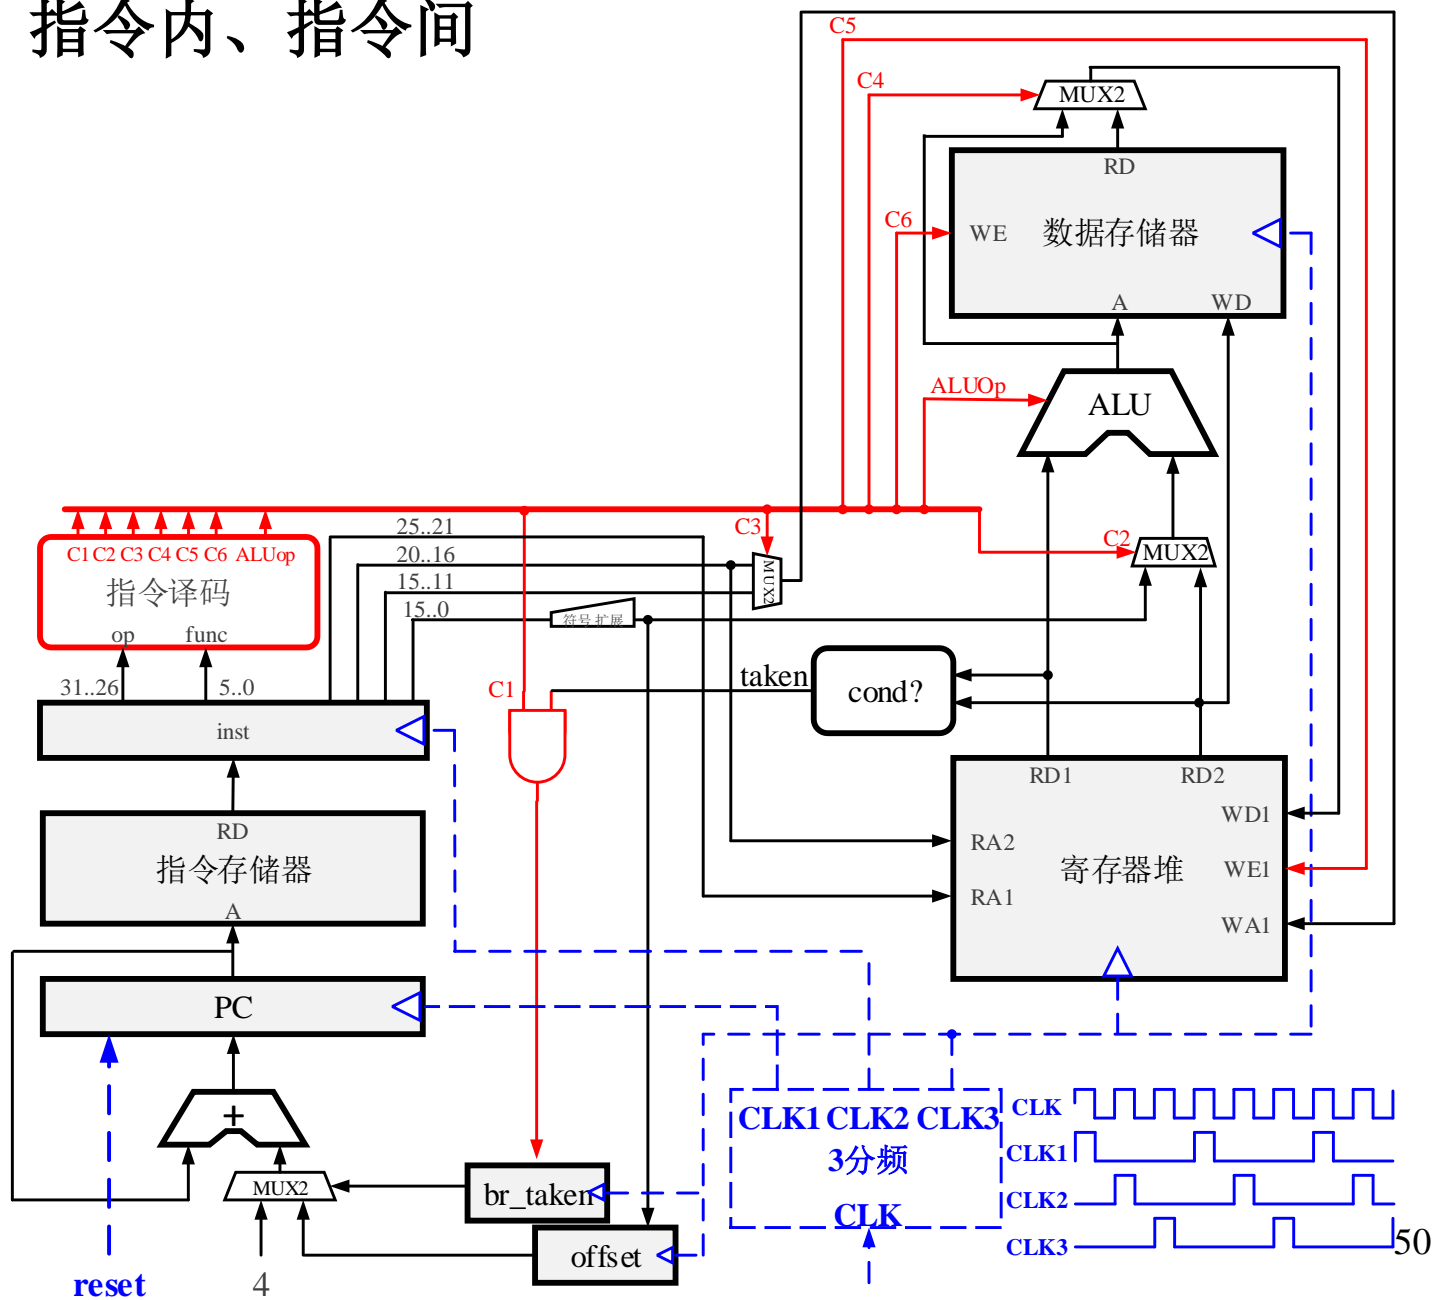 指令内、指令间
C5
C4
MUX2
RD
C6
WE
数据存储器
A
WD
ALUOp
ALU
C3
C2
MUX2
25..21
20..16
15..11
15..0
MUX2
符号扩展
C1 C2 C3 C4 C5 C6 ALUop
指令译码
op
func
31..26
5..0
inst
C1
taken
cond?
RD1
RD2
WD1
RA2
寄存器堆
WE1
RA1
WA1
RD
指令存储器
A
PC
+
MUX2
br_taken
offset
reset
4
CLK1 CLK2 CLK3
3分频
CLK
CLK
CLK1
CLK2
CLK3
50